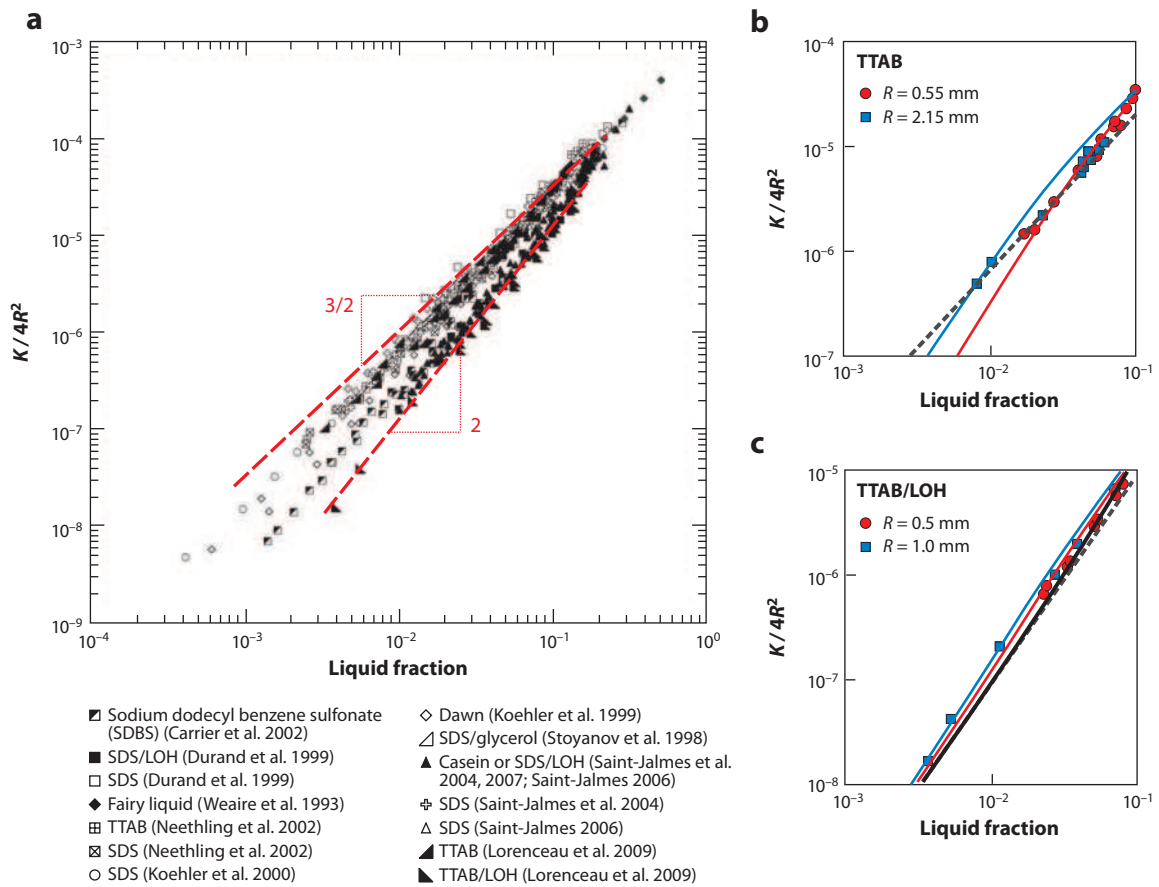 a
10⁻³
10⁻⁴
10⁻⁵
10⁻⁶
10⁻⁷
10⁻⁸
10⁻⁹
K / 4R²
3/2
2
10⁻⁴
10⁻³
10⁻²
10⁻¹
10⁰
Liquid fraction
Sodium dodecyl benzene sulfonate
(SDBS) (Carrier et al. 2002)
SDS/LOH (Durand et al. 1999)
SDS (Durand et al. 1999)
Fairy liquid (Weaire et al. 1993)
TTAB (Neethling et al. 2002)
SDS (Neethling et al. 2002)
SDS (Koehler et al. 2000)
Dawn (Koehler et al. 1999)
SDS/glycerol (Stoyanov et al. 1998)
Casein or SDS/LOH (Saint-Jalmes et al.
2004, 2007; Saint-Jalmes 2006)
SDS (Saint-Jalmes et al. 2004)
SDS (Saint-Jalmes 2006)
TTAB (Lorenceau et al. 2009)
TTAB/LOH (Lorenceau et al. 2009)
b
10⁻⁴
10⁻⁵
10⁻⁶
10⁻⁷
K / 4R²
TTAB
R = 0.55 mm
R = 2.15 mm
10⁻³
10⁻²
10⁻¹
Liquid fraction
c
10⁻⁵
10⁻⁶
10⁻⁷
10⁻⁸
K / 4R²
TTAB/LOH
R = 0.5 mm
R = 1.0 mm
10⁻³
10⁻²
10⁻¹
Liquid fraction